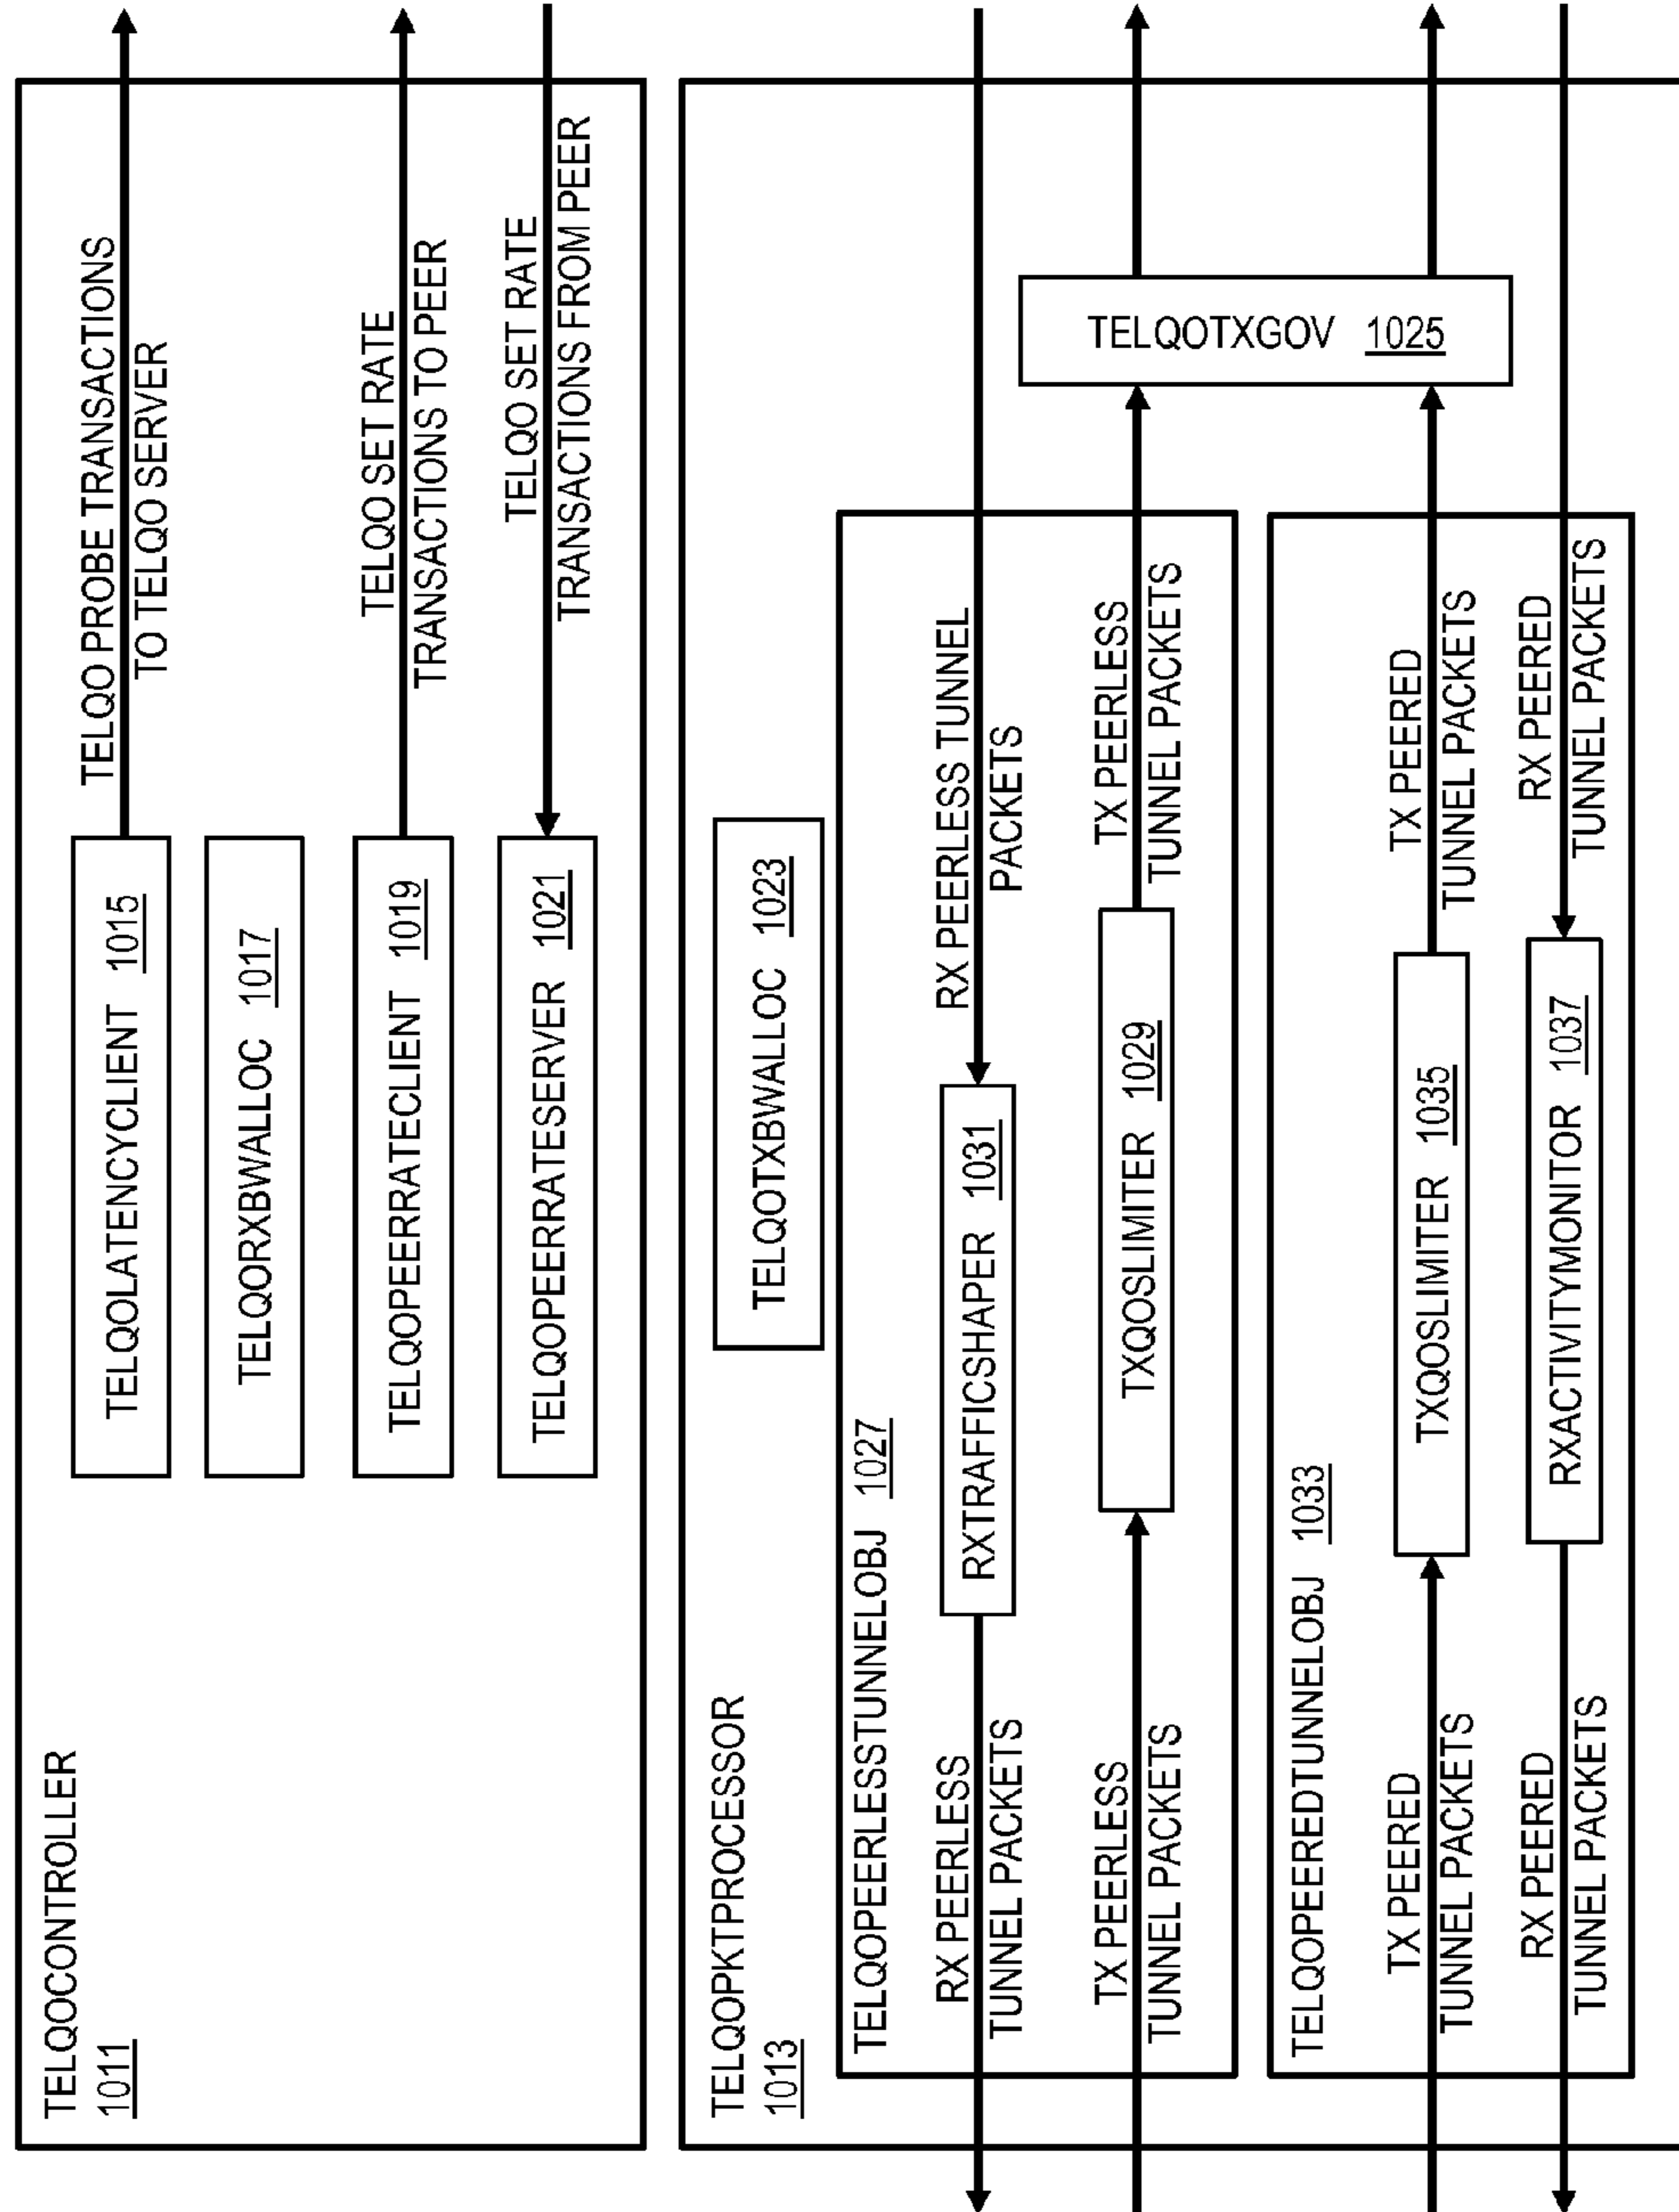 TELQOCONTROLLER
1011
TELQOLATENCYCLIENT 1015
TELQO PROBE TRANSACTIONS
TO TELQO SERVER
TELQORXBWALLOC 1017
TELQOPEERRATECLIENT 1019
TELQO SET RATE
TRANSACTIONS TO PEER
TELQOPEERRATESERVER 1021
TELQO SET RATE
TRANSACTIONS FROM PEER
TELQOPKTPROCESSOR
1013
TELQOTXBWALLOC 1023
TELQOTXGOV 1025
TELQOPEERLESSTUNNELOBJ 1027
RX PEERLESS
TUNNEL PACKETS
RXTRAFFICSHAPER 1031
RX PEERLESS TUNNEL
PACKETS
TX PEERLESS
TUNNEL PACKETS
TXQOSLIMITER 1029
TX PEERLESS
TUNNEL PACKETS
TELQOPEEREDTUNNELOBJ 1033
TX PEERED
TUNNEL PACKETS
TXQOSLIMITER 1035
TX PEERED
TUNNEL PACKETS
RX PEERED
TUNNEL PACKETS
RXACTIVITYMONITOR 1037
RX PEERED
TUNNEL PACKETS